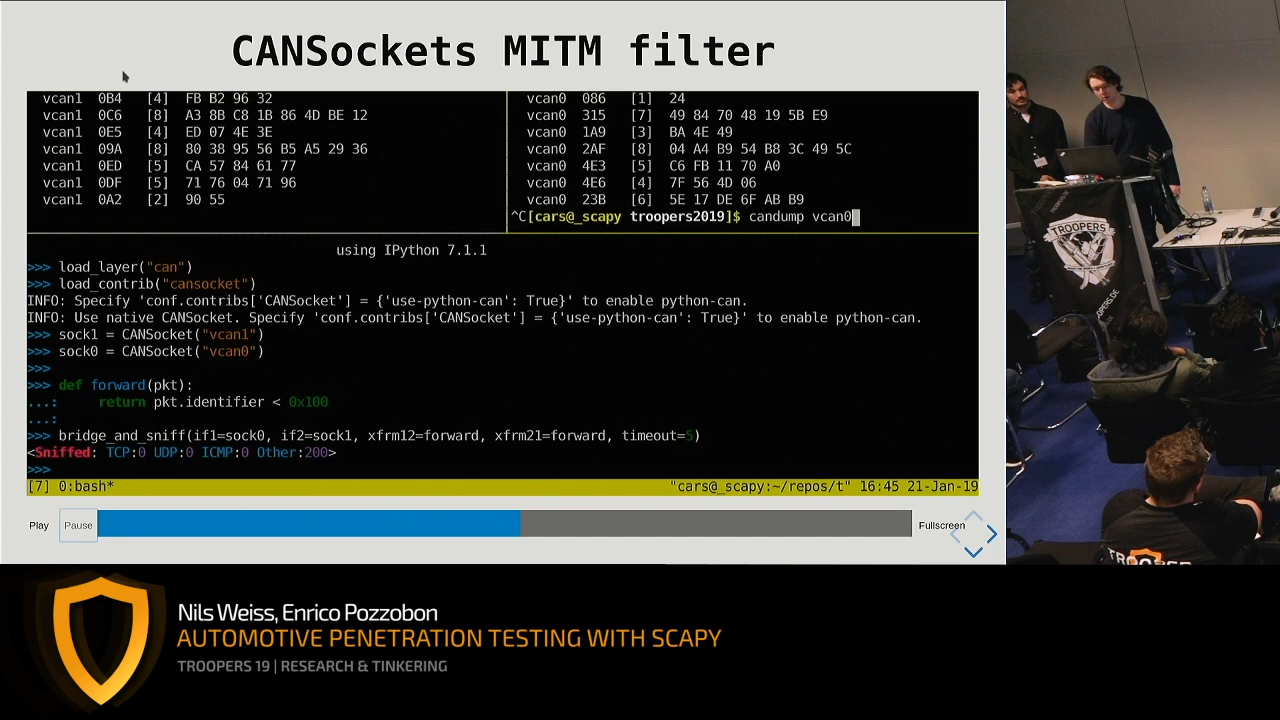 CANSockets MITM filter
vcan1 0B4 [4] FB B2 96 32
vcan1 0C6 [8] A3 8B C8 1B 86 4D BE 12
vcan1 0E5 [4] ED 07 4E 3E
vcan1 09A [8] 80 38 95 56 B5 A5 29 36
vcan1 0ED [5] CA 57 84 61 77
vcan1 0DF [5] 71 76 04 71 96
vcan1 0A2 [2] 90 55
vcan0 086 [1] 24
vcan0 315 [7] 49 84 70 48 19 5B E9
vcan0 1A9 [3] BA 4E 49
vcan0 2AF [8] 04 A4 B9 54 B8 3C 49 5C
vcan0 4E3 [5] C6 FB 11 70 A0
vcan0 4E6 [4] 7F 56 4D 06
vcan0 23B [6] 5E 17 DE 6F AB B9
^C[cars@_scapy troopers2019]$ candump vcan0
using IPython 7.1.1
>>> load_layer("can")
>>> load_contrib("cansocket")
INFO: Specify 'conf.contribs['CANSocket'] = {'use-python-can': True}' to enable python-can.
INFO: Use native CANSocket. Specify 'conf.contribs['CANSocket'] = {'use-python-can': True}' to enable python-can.
>>> sock1 = CANSocket("vcan1")
>>> sock0 = CANSocket("vcan0")
>>>
>>> def forward(pkt):
...:     return pkt.identifier < 0x100
...:
>>> bridge_and_sniff(if1=sock0, if2=sock1, xfrm12=forward, xfrm21=forward, timeout=5)
<Sniffed: TCP:0 UDP:0 ICMP:0 Other:200>
>>>
[7] 0:bash* "cars@_scapy:~/repos/t" 16:45 21-Jan-19
Play Pause Fullscreen
TROOPERS
Nils Weiss, Enrico Pozzobon
AUTOMOTIVE PENETRATION TESTING WITH SCAPY
TROOPERS 19 | RESEARCH & TINKERING